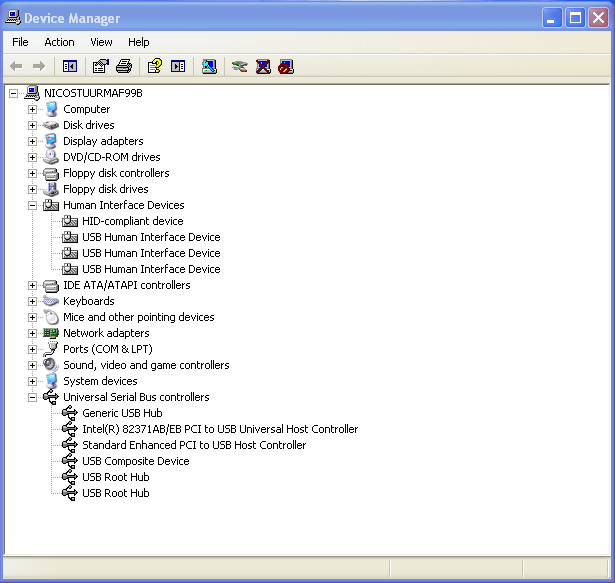 Device Manager
File Action View Help
NICOSTUURMAF99B
Computer
Disk drives
Display adapters
DVD/CD-ROM drives
Floppy disk controllers
Floppy disk drives
Human Interface Devices
HID-compliant device
USB Human Interface Device
USB Human Interface Device
USB Human Interface Device
IDE ATA/ATAPI controllers
Keyboards
Mice and other pointing devices
Network adapters
Ports (COM & LPT)
Sound, video and game controllers
System devices
Universal Serial Bus controllers
Generic USB Hub
Intel(R) 82371AB/EB PCI to USB Universal Host Controller
Standard Enhanced PCI to USB Host Controller
USB Composite Device
USB Root Hub
USB Root Hub